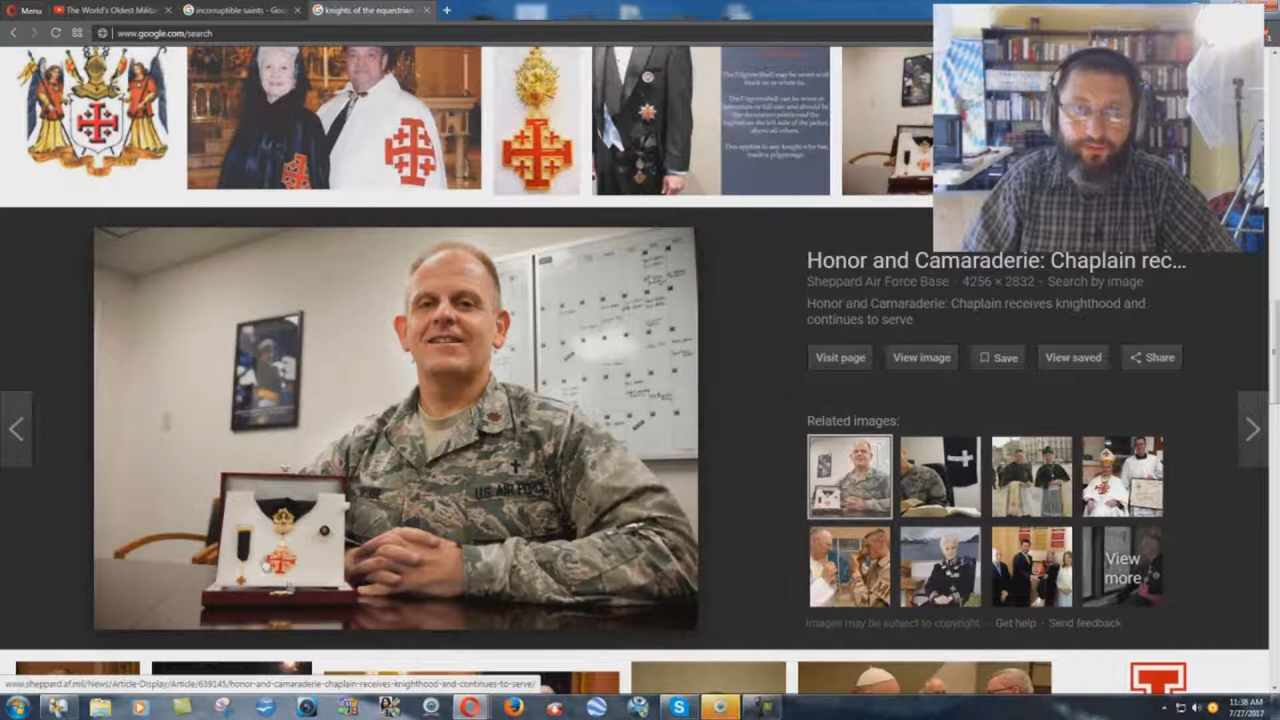 Menu
The World's Oldest Milita
incorruptible saints - Goo
knights of the equestrian
www.google.com/search
Honor and Camaraderie: Chaplain rec...
Sheppard Air Force Base · 4256 × 2832 · Search by image
Honor and Camaraderie: Chaplain receives knighthood and
continues to serve
Visit page
View image
Save
View saved
Share
U.S. AIR FORCE
Related images:
View
more
Images may be subject to copyright.
Get help - Send feedback
www.sheppard.af.mil/News/Article-Display/Article/639145/honor-and-camaraderie-chaplain-receives-knighthood-and-continues-to-serve/
11:38 AM
7/27/2017